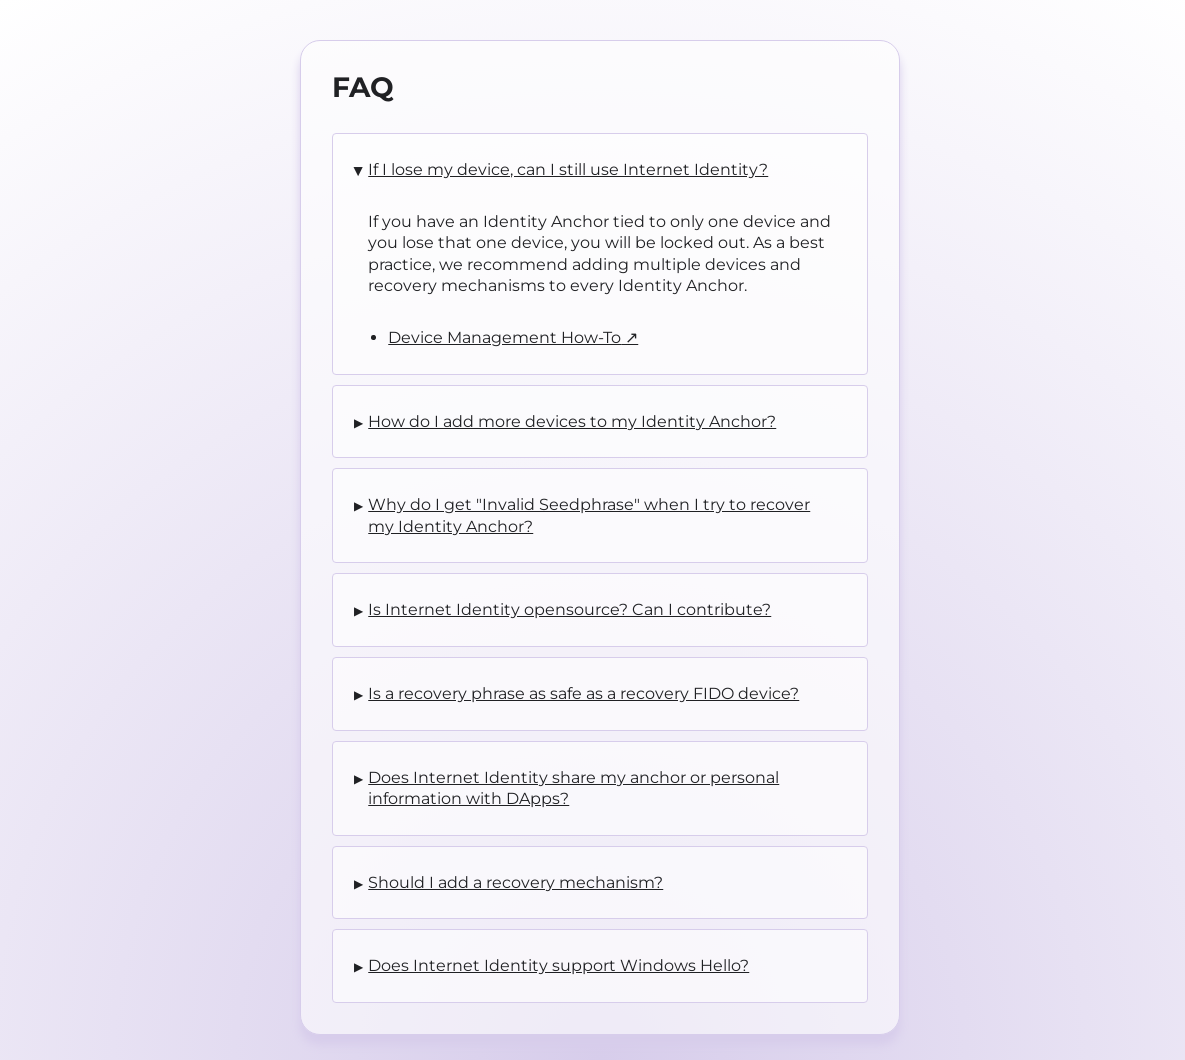 FAQ
▼ If I lose my device, can I still use Internet Identity?
If you have an Identity Anchor tied to only one device and
you lose that one device, you will be locked out. As a best
practice, we recommend adding multiple devices and
recovery mechanisms to every Identity Anchor.
• Device Management How-To ↗
▶ How do I add more devices to my Identity Anchor?
▶ Why do I get "Invalid Seedphrase" when I try to recover
my Identity Anchor?
▶ Is Internet Identity opensource? Can I contribute?
▶ Is a recovery phrase as safe as a recovery FIDO device?
▶ Does Internet Identity share my anchor or personal
information with DApps?
▶ Should I add a recovery mechanism?
▶ Does Internet Identity support Windows Hello?